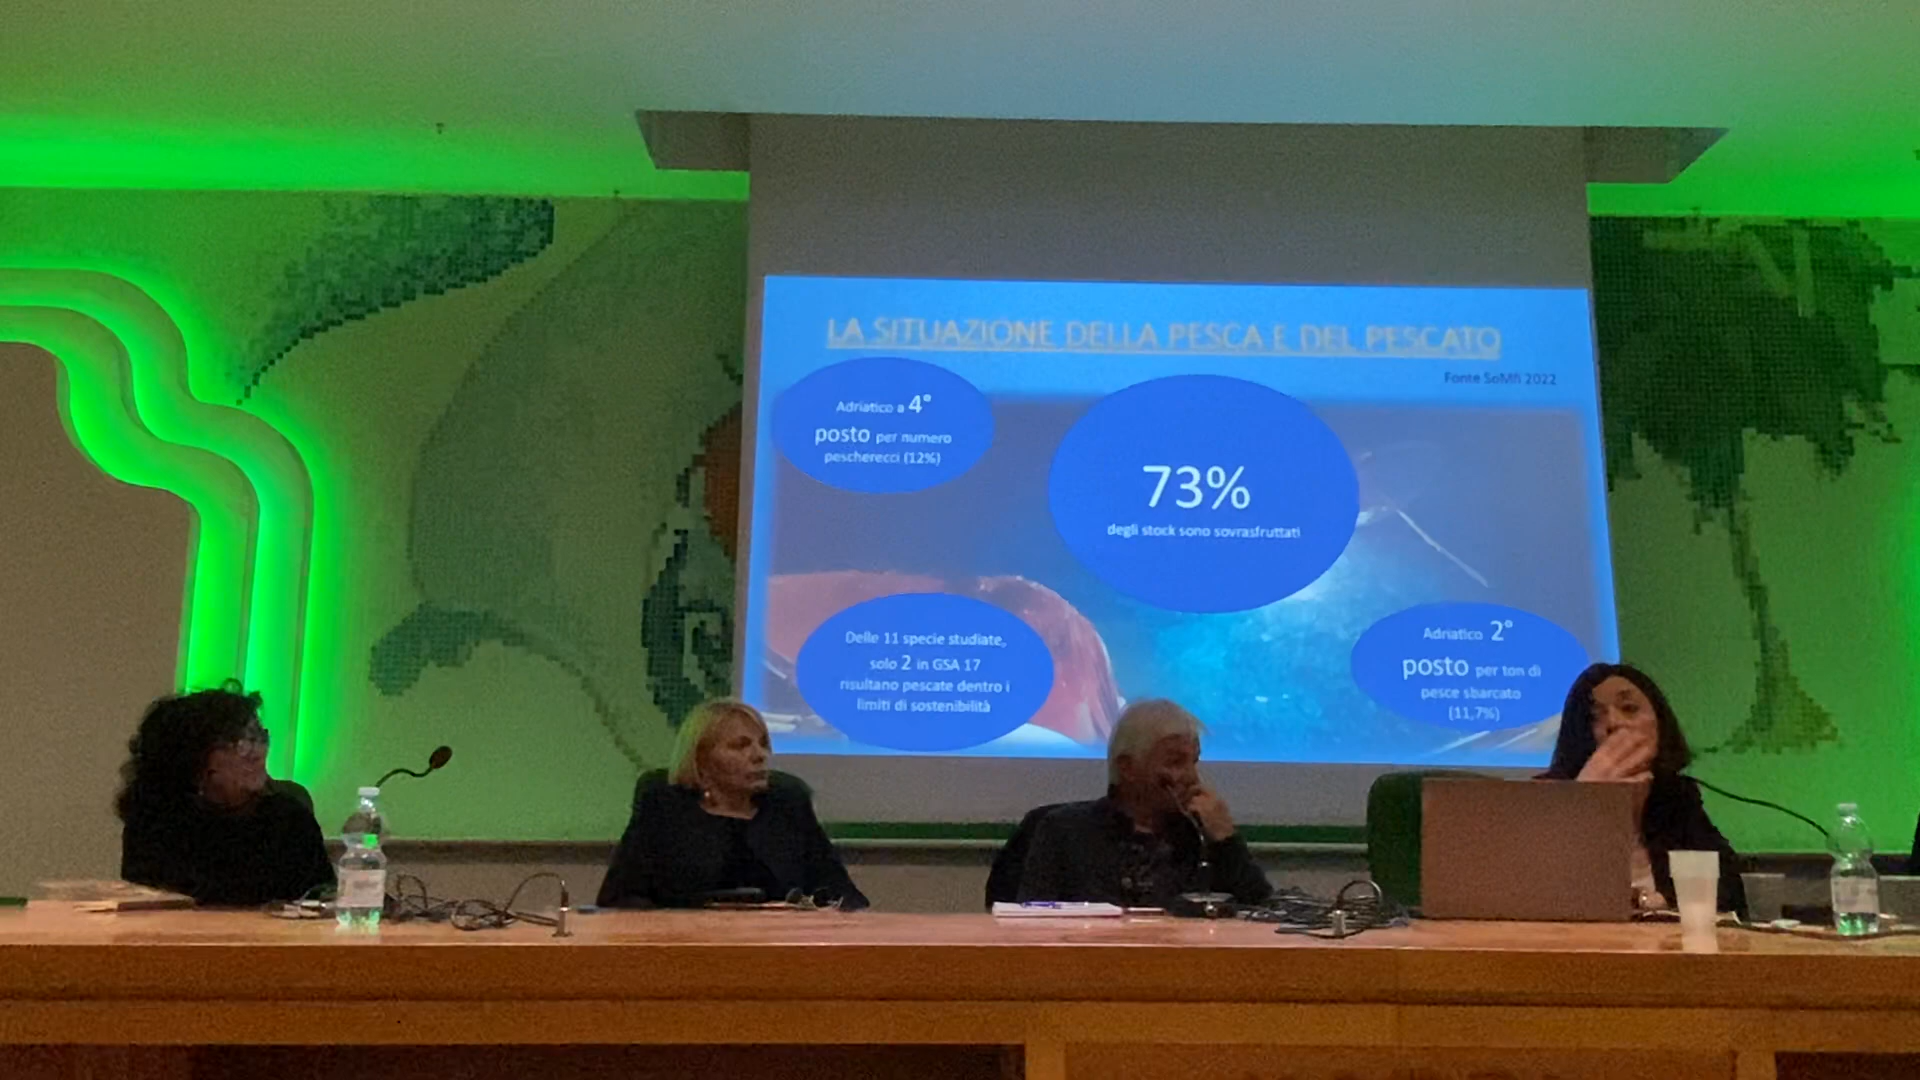 LA SITUAZIONE DELLA PESCA E DEL PESCATO
Fonte SoMfi 2022
Adriatico a 4°
posto per numero
pescherecci (12%)
73%
degli stock sono sovrasfruttati
Delle 11 specie studiate,
solo 2 in GSA 17
risultano pescate dentro i
limiti di sostenibilità
Adriatico 2°
posto per ton di
pesce sbarcato
(11,7%)